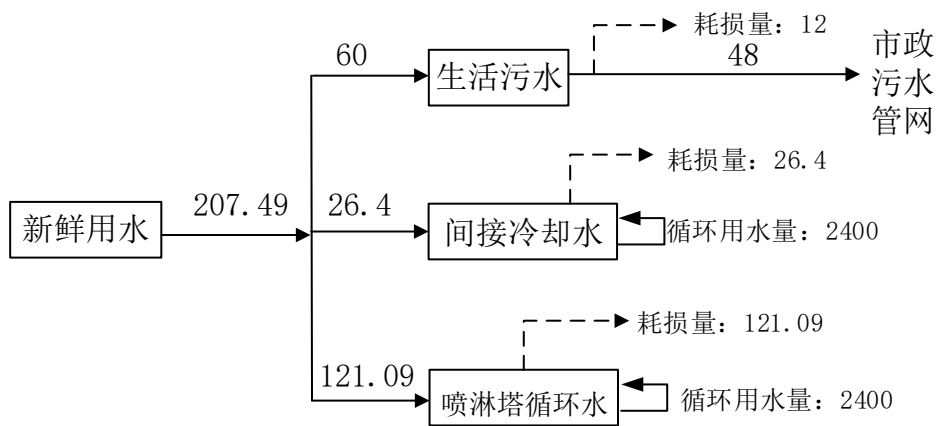 耗损量：12
60
48
生活污水
市政
污水
管网
耗损量：26.4
207.49
26.4
新鲜用水
间接冷却水
循环用水量：2400
耗损量：121.09
121.09
喷淋塔循环水
循环用水量：2400